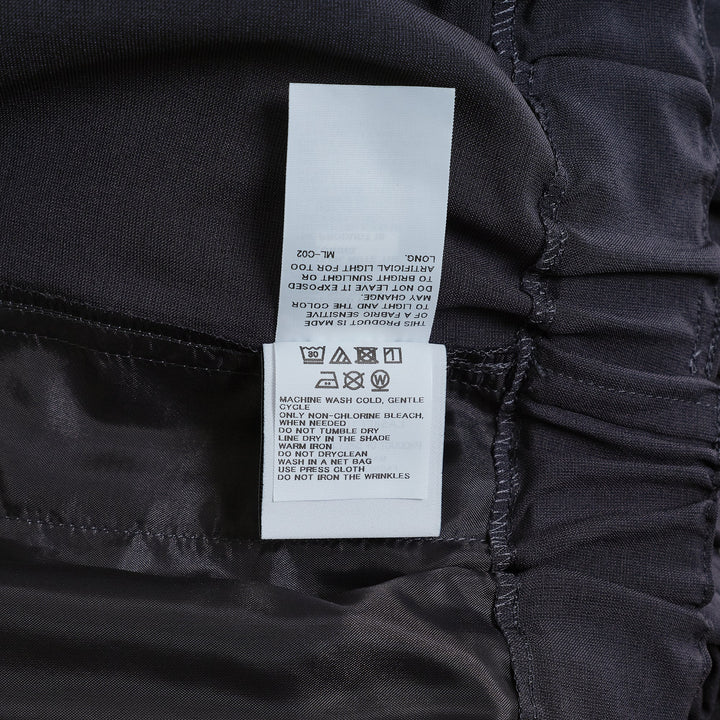 THIS PRODUCT IS MADE
OF A FABRIC SENSITIVE
TO LIGHT AND THE COLOR
MAY CHANGE.
DO NOT LEAVE IT EXPOSED
TO BRIGHT SUNLIGHT OR
ARTIFICIAL LIGHT FOR TOO
LONG.
ML-C02
30
W
MACHINE WASH COLD, GENTLE
CYCLE
ONLY NON-CHLORINE BLEACH,
WHEN NEEDED
DO NOT TUMBLE DRY
LINE DRY IN THE SHADE
WARM IRON
DO NOT DRYCLEAN
WASH IN A NET BAG
USE PRESS CLOTH
DO NOT IRON THE WRINKLES